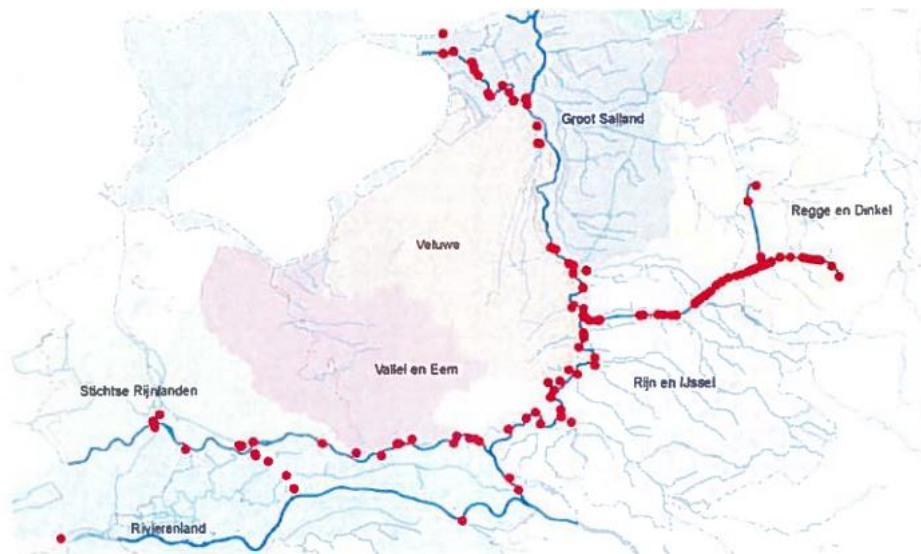 Groot Salland
Regge en Dinkel
Veluwe
Vallei en Eem
Rijn en IJssel
Stichtse Rijnlanden
Rivierenland